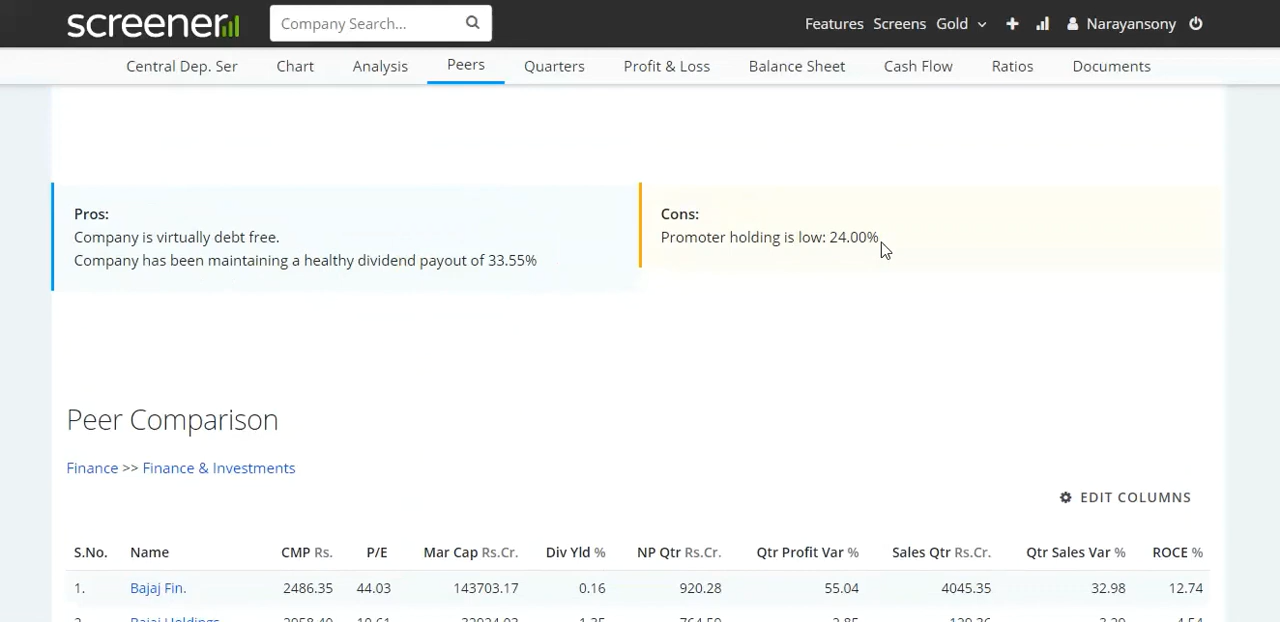 screener
Company Search...
Features Screens Gold Narayansony
Central Dep. Ser Chart Analysis Peers Quarters Profit & Loss Balance Sheet Cash Flow Ratios Documents
Pros:
Company is virtually debt free.
Company has been maintaining a healthy dividend payout of 33.55%
Cons:
Promoter holding is low: 24.00%
Peer Comparison
Finance >> Finance & Investments
EDIT COLUMNS
S.No. Name CMP Rs. P/E Mar Cap Rs.Cr. Div Yld % NP Qtr Rs.Cr. Qtr Profit Var % Sales Qtr Rs.Cr. Qtr Sales Var % ROCE %
1. Bajaj Fin. 2486.35 44.03 143703.17 0.16 920.28 55.04 4045.35 32.98 12.74
Bajaj Holdings